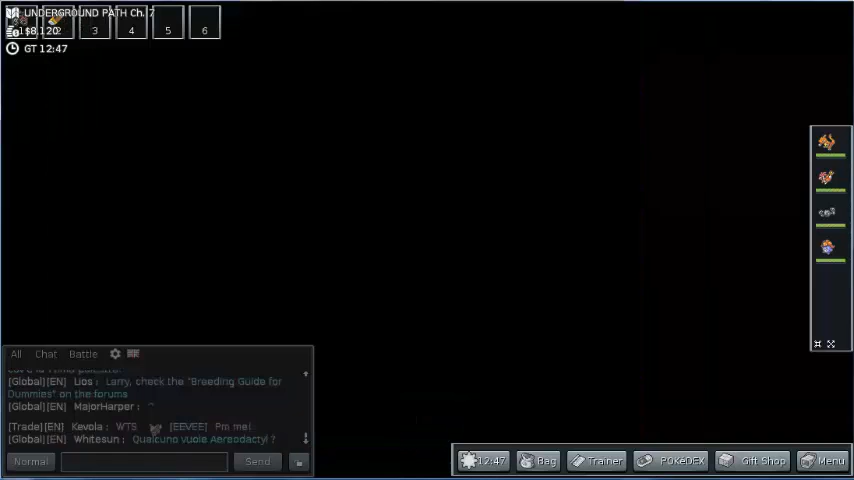 UNDERGROUND PATH Ch. 7
$8,120
3 4 5 6
GT 12:47
All Chat Battle
[Global][EN] Lios : Larry, check the "Breeding Guide for
Dummies" on the forums
[Global][EN] MajorHarper : ^
[Trade][EN] Kevola : WTS [EEVEE] Pm me!
[Global][EN] Whitesun : Qualcuno vuole Aereodactyl ?
Normal Send
12:47 Bag Trainer POKéDEX Gift Shop Menu